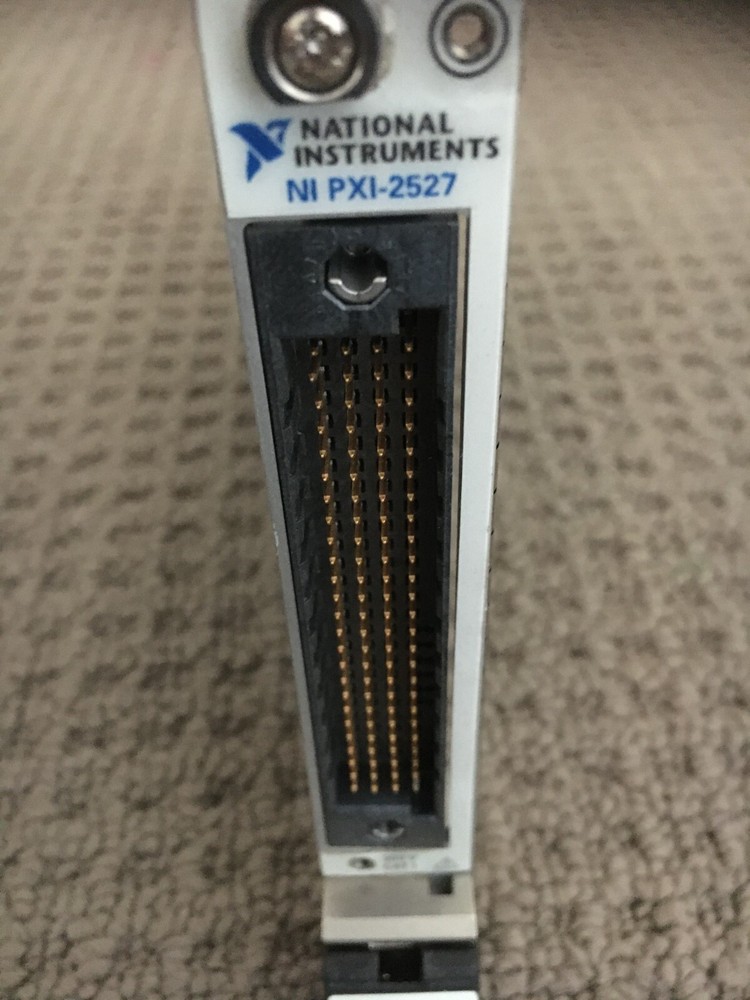 NATIONAL
INSTRUMENTS
NI PXI-2527